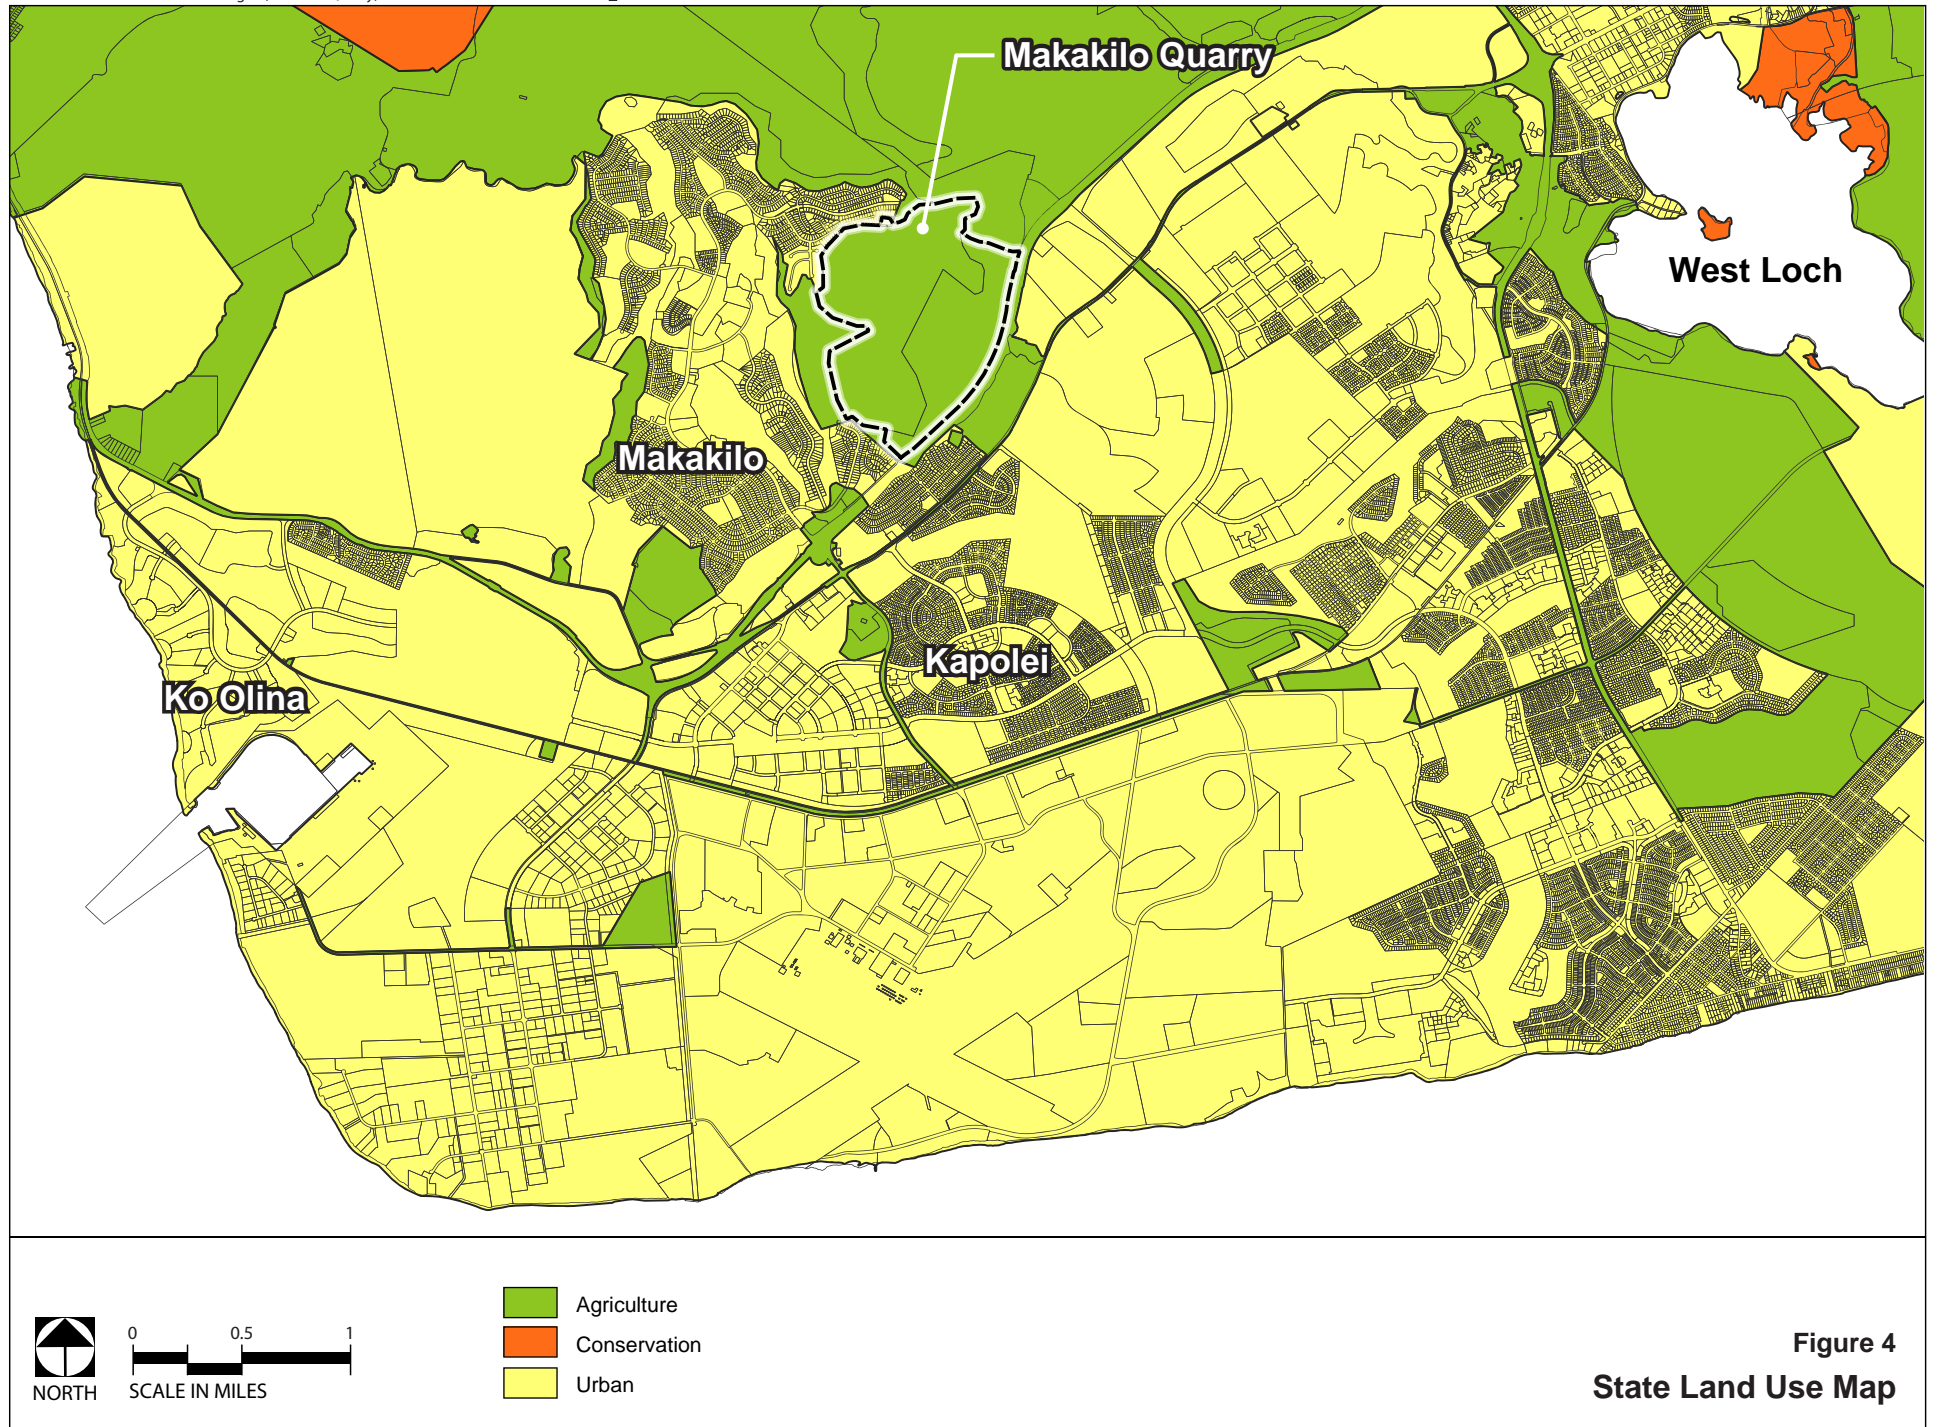 Makakilo Quarry
West Loch
Makakilo
Kapolei
Ko Olina
Agriculture
Conservation
Urban
0 0.5 1
NORTH
SCALE IN MILES
Figure 4
State Land Use Map